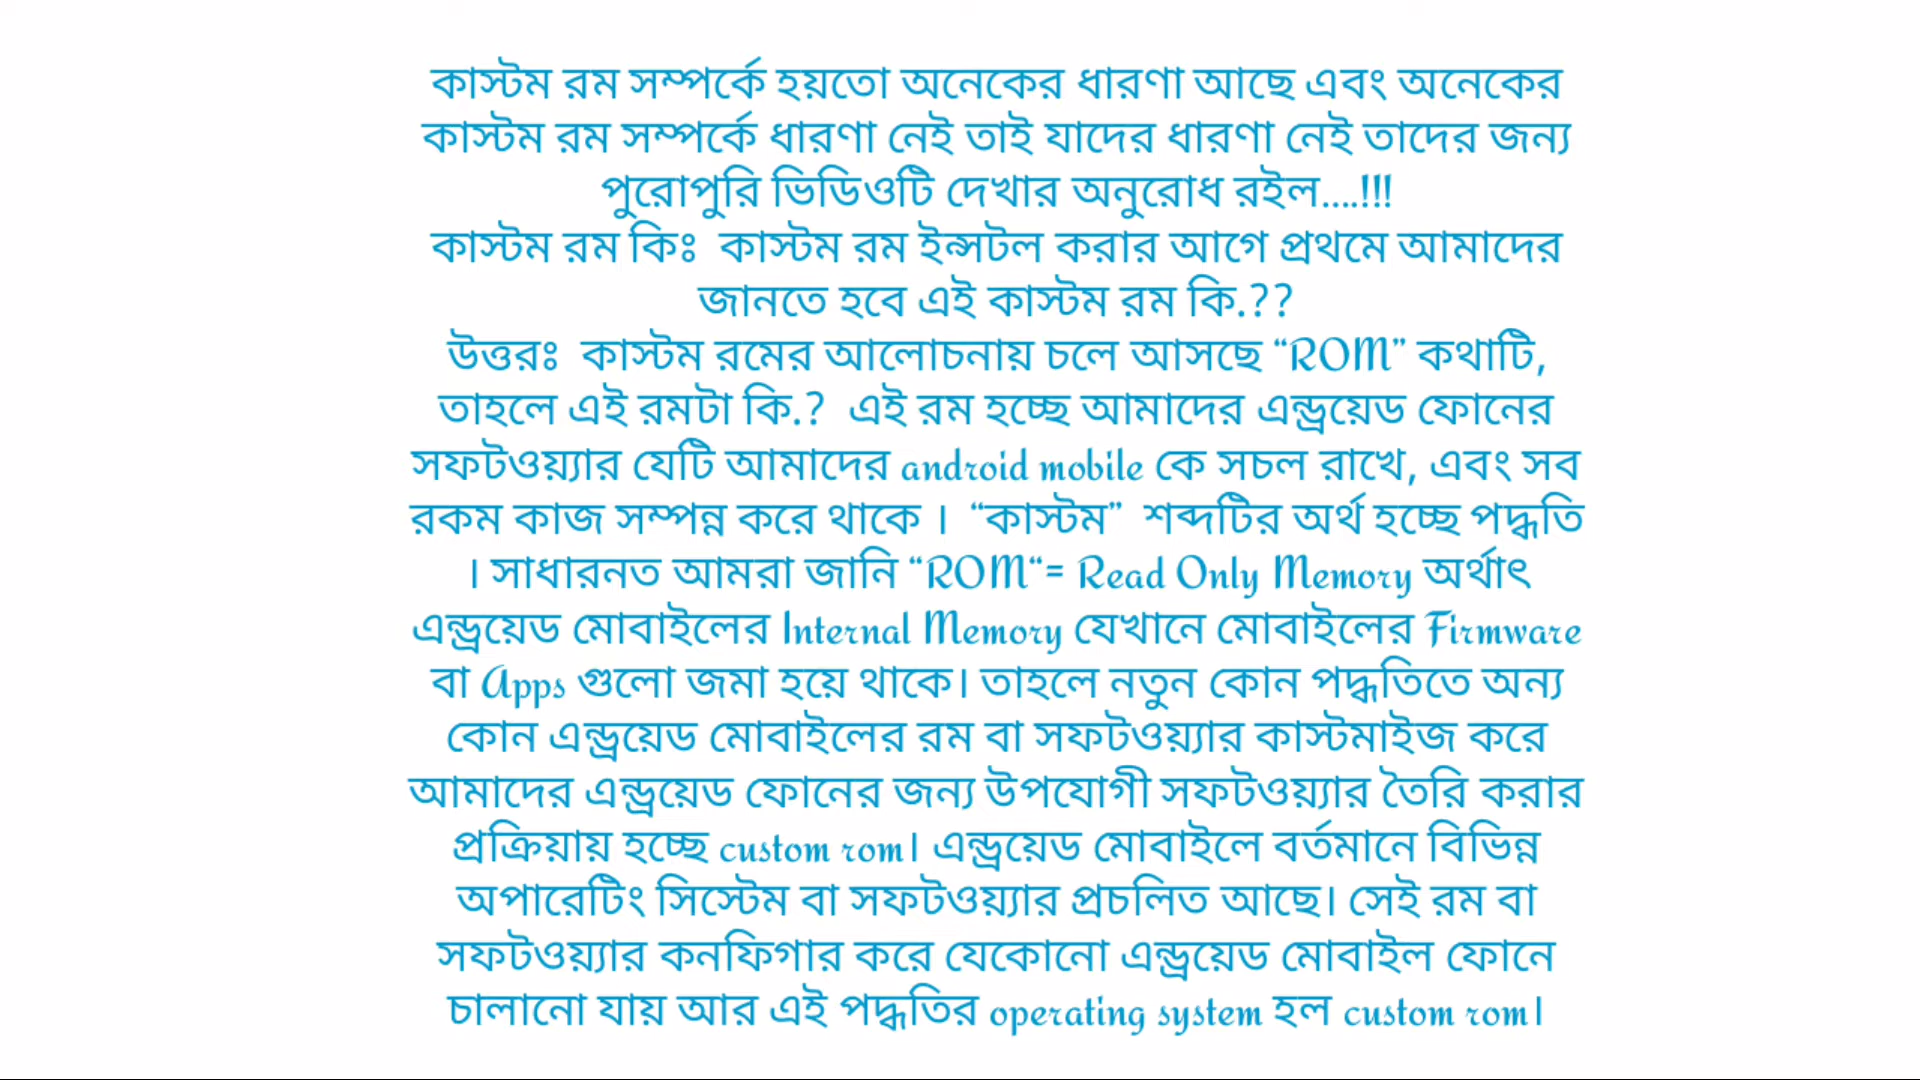 কাস্টম রম সম্পর্কে হয়তো অনেকের ধারণা আছে এবং অনেকের
কাস্টম রম সম্পর্কে ধারণা নেই তাই যাদের ধারণা নেই তাদের জন্য
পুরোপুরি ভিডিওটি দেখার অনুরোধ রইল....!!!
কাস্টম রম কিঃ কাস্টম রম ইন্সটল করার আগে প্রথমে আমাদের
জানতে হবে এই কাস্টম রম কি.??
উত্তরঃ কাস্টম রমের আলোচনায় চলে আসছে “ROM” কথাটি,
তাহলে এই রমটা কি.? এই রম হচ্ছে আমাদের এন্ড্রয়েড ফোনের
সফটওয়্যার যেটি আমাদের android mobile কে সচল রাখে, এবং সব
রকম কাজ সম্পন্ন করে থাকে । “কাস্টম” শব্দটির অর্থ হচ্ছে পদ্ধতি
। সাধারনত আমরা জানি “ROM“= Read Only Memory অর্থাৎ
এন্ড্রয়েড মোবাইলের Internal Memory যেখানে মোবাইলের Firmware
বা Apps গুলো জমা হয়ে থাকে। তাহলে নতুন কোন পদ্ধতিতে অন্য
কোন এন্ড্রয়েড মোবাইলের রম বা সফটওয়্যার কাস্টমাইজ করে
আমাদের এন্ড্রয়েড ফোনের জন্য উপযোগী সফটওয়্যার তৈরি করার
প্রক্রিয়ায় হচ্ছে custom rom। এন্ড্রয়েড মোবাইলে বর্তমানে বিভিন্ন
অপারেটিং সিস্টেম বা সফটওয়্যার প্রচলিত আছে। সেই রম বা
সফটওয়্যার কনফিগার করে যেকোনো এন্ড্রয়েড মোবাইল ফোনে
চালানো যায় আর এই পদ্ধতির operating system হল custom rom।